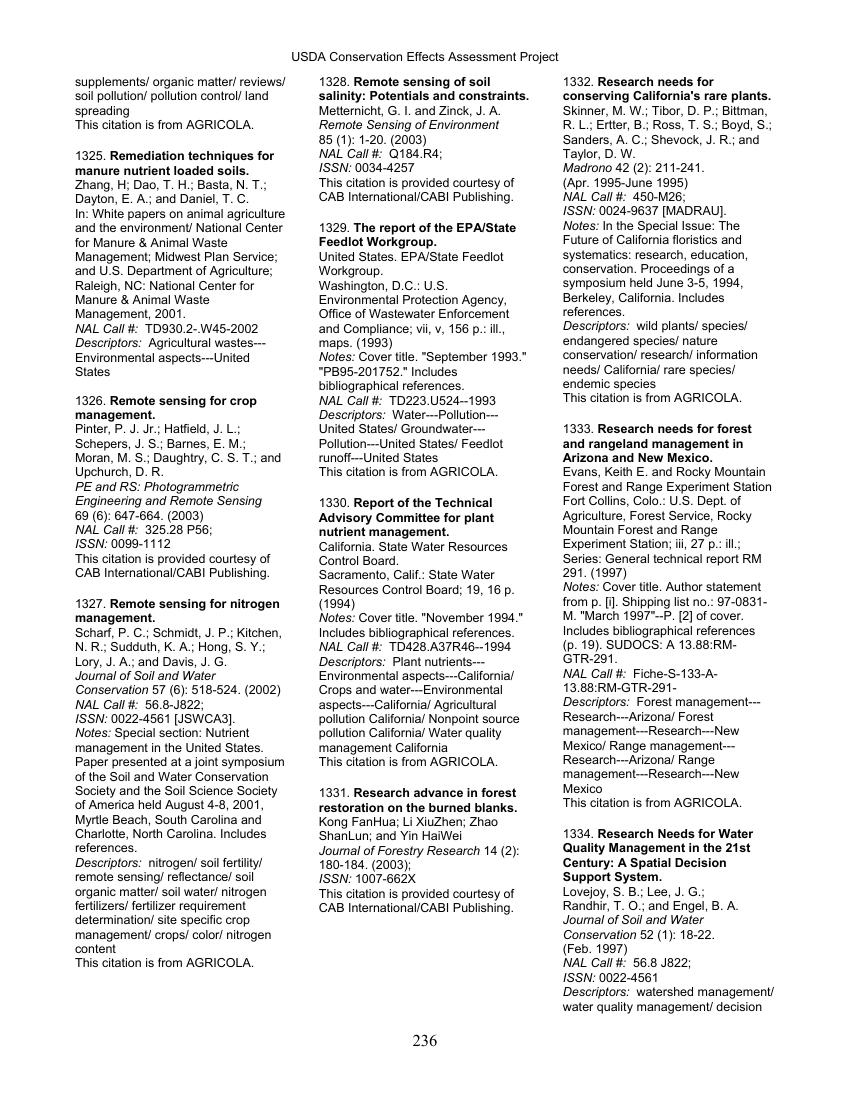 USDA Conservation Effects Assessment Project
supplements/ organic matter/ reviews/
soil pollution/ pollution control/ land
spreading
This citation is from AGRICOLA.
1325. Remediation techniques for
manure nutrient loaded soils.
Zhang, H; Dao, T. H.; Basta, N. T.;
Dayton, E. A.; and Daniel, T. C.
In: White papers on animal agriculture
and the environment/ National Center
for Manure & Animal Waste
Management; Midwest Plan Service;
and U.S. Department of Agriculture;
Raleigh, NC: National Center for
Manure & Animal Waste
Management, 2001.
NAL Call #: TD930.2-.W45-2002
Descriptors: Agricultural wastes---
Environmental aspects---United
States
1326. Remote sensing for crop
management.
Pinter, P. J. Jr.; Hatfield, J. L.;
Schepers, J. S.; Barnes, E. M.;
Moran, M. S.; Daughtry, C. S. T.; and
Upchurch, D. R.
PE and RS: Photogrammetric
Engineering and Remote Sensing
69 (6): 647-664. (2003)
NAL Call #: 325.28 P56;
ISSN: 0099-1112
This citation is provided courtesy of
CAB International/CABI Publishing.
1327. Remote sensing for nitrogen
management.
Scharf, P. C.; Schmidt, J. P.; Kitchen,
N. R.; Sudduth, K. A.; Hong, S. Y.;
Lory, J. A.; and Davis, J. G.
Journal of Soil and Water
Conservation 57 (6): 518-524. (2002)
NAL Call #: 56.8-J822;
ISSN: 0022-4561 [JSWCA3].
Notes: Special section: Nutrient
management in the United States.
Paper presented at a joint symposium
of the Soil and Water Conservation
Society and the Soil Science Society
of America held August 4-8, 2001,
Myrtle Beach, South Carolina and
Charlotte, North Carolina. Includes
references.
Descriptors: nitrogen/ soil fertility/
remote sensing/ reflectance/ soil
organic matter/ soil water/ nitrogen
fertilizers/ fertilizer requirement
determination/ site specific crop
management/ crops/ color/ nitrogen
content
This citation is from AGRICOLA.
1328. Remote sensing of soil
salinity: Potentials and constraints.
Metternicht, G. I. and Zinck, J. A.
Remote Sensing of Environment
85 (1): 1-20. (2003)
NAL Call #: Q184.R4;
ISSN: 0034-4257
This citation is provided courtesy of
CAB International/CABI Publishing.
1329. The report of the EPA/State
Feedlot Workgroup.
United States. EPA/State Feedlot
Workgroup.
Washington, D.C.: U.S.
Environmental Protection Agency,
Office of Wastewater Enforcement
and Compliance; vii, v, 156 p.: ill.,
maps. (1993)
Notes: Cover title. "September 1993."
"PB95-201752." Includes
bibliographical references.
NAL Call #: TD223.U524--1993
Descriptors: Water---Pollution---
United States/ Groundwater---
Pollution---United States/ Feedlot
runoff---United States
This citation is from AGRICOLA.
1330. Report of the Technical
Advisory Committee for plant
nutrient management.
California. State Water Resources
Control Board.
Sacramento, Calif.: State Water
Resources Control Board; 19, 16 p.
(1994)
Notes: Cover title. "November 1994."
Includes bibliographical references.
NAL Call #: TD428.A37R46--1994
Descriptors: Plant nutrients---
Environmental aspects---California/
Crops and water---Environmental
aspects---California/ Agricultural
pollution California/ Nonpoint source
pollution California/ Water quality
management California
This citation is from AGRICOLA.
1331. Research advance in forest
restoration on the burned blanks.
Kong FanHua; Li XiuZhen; Zhao
ShanLun; and Yin HaiWei
Journal of Forestry Research 14 (2):
180-184. (2003);
ISSN: 1007-662X
This citation is provided courtesy of
CAB International/CABI Publishing.
1332. Research needs for
conserving California's rare plants.
Skinner, M. W.; Tibor, D. P.; Bittman,
R. L.; Ertter, B.; Ross, T. S.; Boyd, S.;
Sanders, A. C.; Shevock, J. R.; and
Taylor, D. W.
Madrono 42 (2): 211-241.
(Apr. 1995-June 1995)
NAL Call #: 450-M26;
ISSN: 0024-9637 [MADRAU].
Notes: In the Special Issue: The
Future of California floristics and
systematics: research, education,
conservation. Proceedings of a
symposium held June 3-5, 1994,
Berkeley, California. Includes
references.
Descriptors: wild plants/ species/
endangered species/ nature
conservation/ research/ information
needs/ California/ rare species/
endemic species
This citation is from AGRICOLA.
1333. Research needs for forest
and rangeland management in
Arizona and New Mexico.
Evans, Keith E. and Rocky Mountain
Forest and Range Experiment Station
Fort Collins, Colo.: U.S. Dept. of
Agriculture, Forest Service, Rocky
Mountain Forest and Range
Experiment Station; iii, 27 p.: ill.;
Series: General technical report RM
291. (1997)
Notes: Cover title. Author statement
from p. [i]. Shipping list no.: 97-0831-
M. "March 1997"--P. [2] of cover.
Includes bibliographical references
(p. 19). SUDOCS: A 13.88:RM-
GTR-291.
NAL Call #: Fiche-S-133-A-
13.88:RM-GTR-291-
Descriptors: Forest management---
Research---Arizona/ Forest
management---Research---New
Mexico/ Range management---
Research---Arizona/ Range
management---Research---New
Mexico
This citation is from AGRICOLA.
1334. Research Needs for Water
Quality Management in the 21st
Century: A Spatial Decision
Support System.
Lovejoy, S. B.; Lee, J. G.;
Randhir, T. O.; and Engel, B. A.
Journal of Soil and Water
Conservation 52 (1): 18-22.
(Feb. 1997)
NAL Call #: 56.8 J822;
ISSN: 0022-4561
Descriptors: watershed management/
water quality management/ decision
236